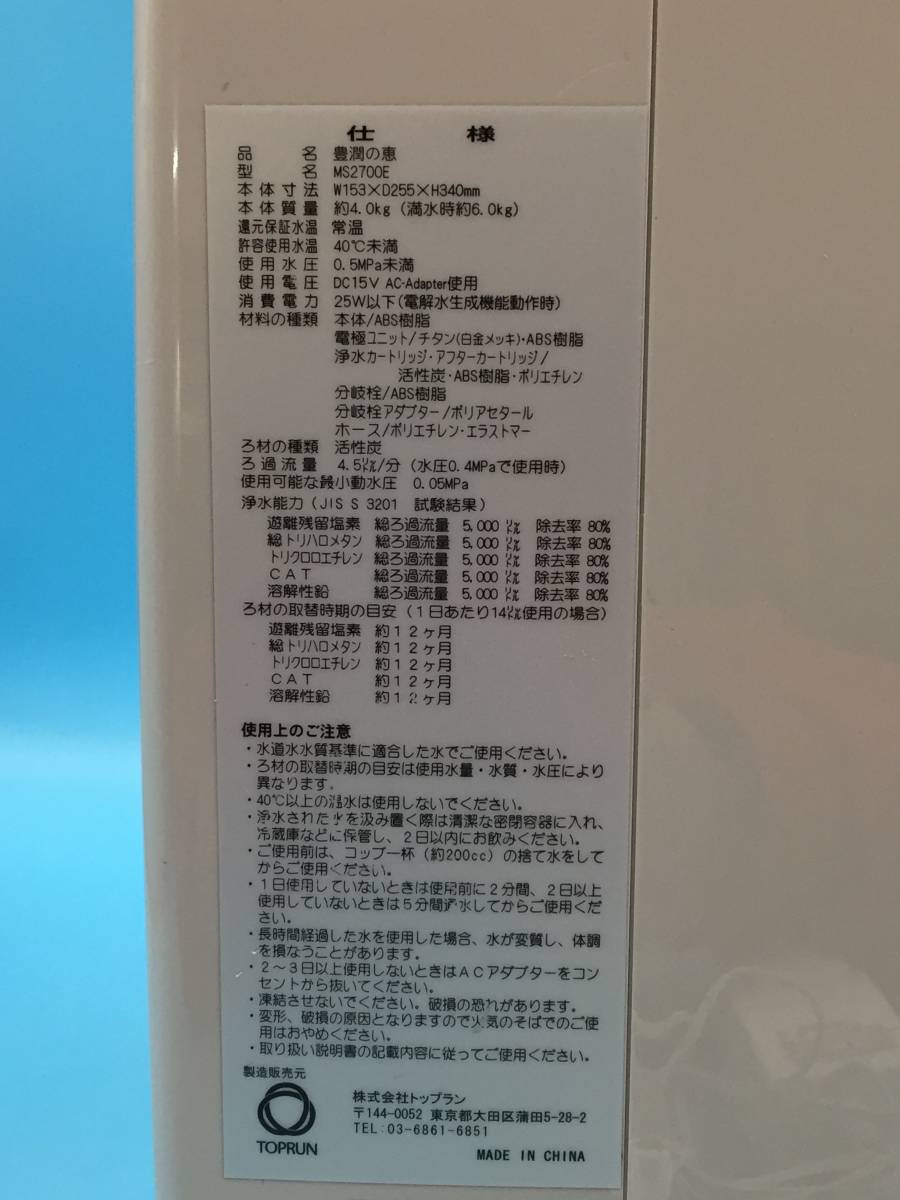 仕 様
品 名 豊潤の恵
型 名 MS2700E
本体寸法 W153×D255×H340mm
本体質量 約4.0kg (満水時約6.0kg)
還元保証水温 常温
許容使用水温 40℃未満
使用水圧 0.5MPa未満
使用電圧 DC15V AC-Adapter使用
消費電力 25W以下(電解水生成機能動作時)
材料の種類 本体/ABS樹脂
電極ユニット/チタン(白金メッキ)・ABS樹脂
浄水カートリッジ・アフターカートリッジ/
活性炭・ABS樹脂・ポリエチレン
分岐栓/ABS樹脂
分岐栓アダプター/ポリアセタール
ホース/ポリエチレン・エラストマー
ろ材の種類 活性炭
ろ過流量 4.5㍑/分 (水圧0.4MPaで使用時)
使用可能な最小動水圧 0.05MPa
浄水能力(JIS S 3201 試験結果)
遊離残留塩素 総ろ過流量 5,000 ㍑ 除去率 80%
総トリハロメタン 総ろ過流量 5,000 ㍑ 除去率 80%
トリクロロエチレン 総ろ過流量 5,000 ㍑ 除去率 80%
CAT 総ろ過流量 5,000 ㍑ 除去率 80%
溶解性鉛 総ろ過流量 5,000 ㍑ 除去率 80%
ろ材の取替時期の目安(1日あたり14㍑使用の場合)
遊離残留塩素 約12ヶ月
総トリハロメタン 約12ヶ月
トリクロロエチレン 約12ヶ月
CAT 約12ヶ月
溶解性鉛 約12ヶ月
使用上のご注意
・水道水水質基準に適合した水でご使用ください。
・ろ材の取替時期の目安は使用水量・水質・水圧により
異なります。
・40℃以上の温水は使用しないでください。
・浄水された水を汲み置く際は清潔な密閉容器に入れ、
冷蔵庫などに保管し、2日以内にお飲みください。
・ご使用前は、コップ一杯(約200cc)の捨て水をして
からご使用ください。
・1日使用していないときは使用前に2分間、2日以上
使用していないときは5分間通水してからご使用くだ
さい。
・長時間経過した水を使用した場合、水が変質し、体調
を損なうことがあります。
・2〜3日以上使用しないときはACアダプターをコン
セントから抜いてください。
・凍結させないでください。破損の恐れがあります。
・変形、破損の原因となりますので火気のそばでのご使
用はおやめください。
・取り扱い説明書の記載内容に従ってご使用ください。
製造販売元
TOPRUN
株式会社トップラン
〒144-0052 東京都大田区蒲田5-28-2
TEL:03-6861-6851
MADE IN CHINA